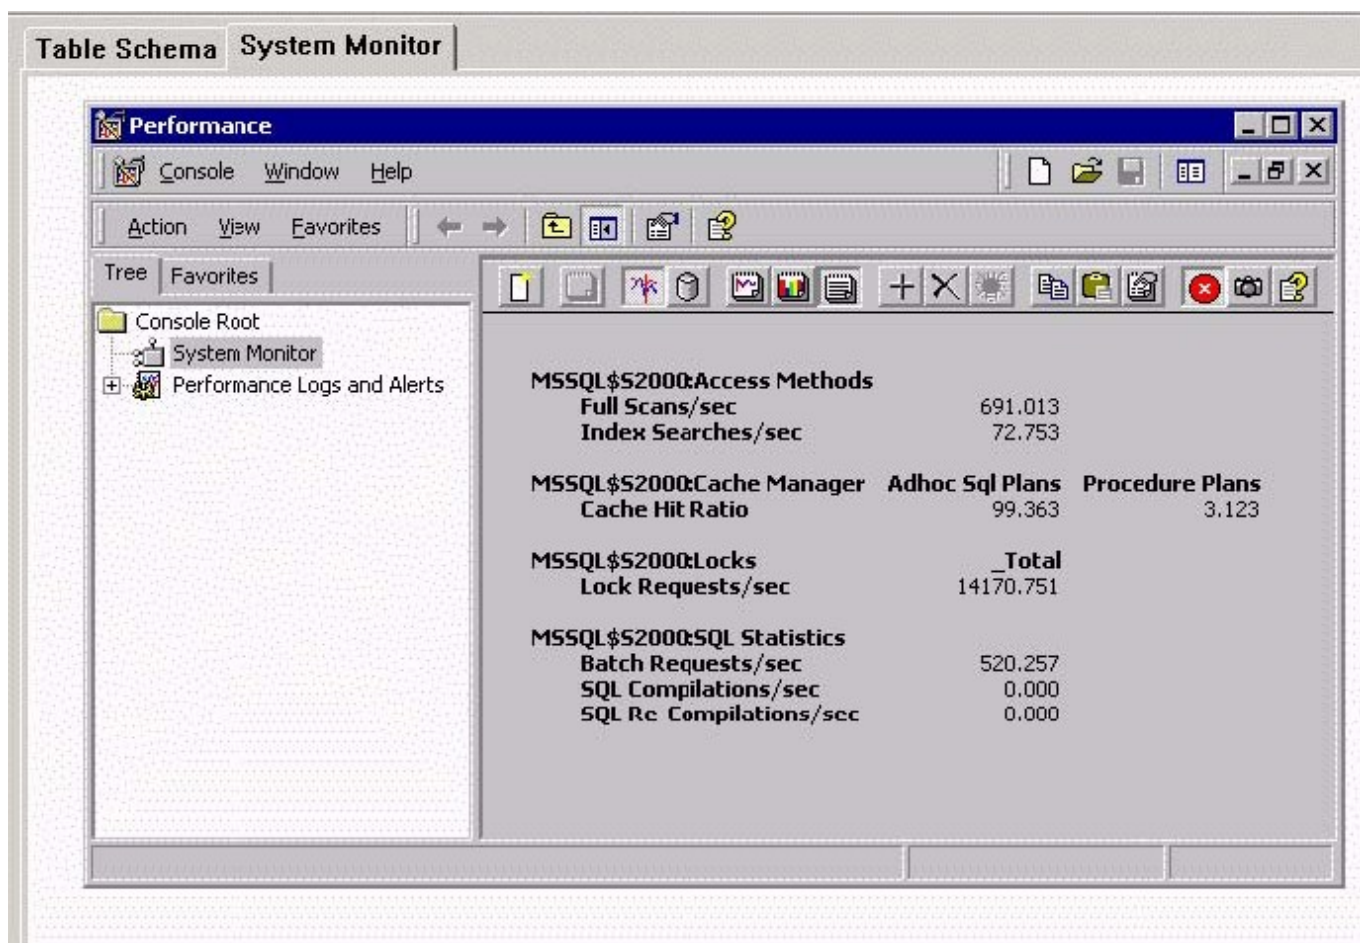 Table Schema System Monitor
Performance
Console Window Help
Action View Favorites
Tree Favorites
Console Root
System Monitor
Performance Logs and Alerts
MSSQL$S2000:Access Methods
Full Scans/sec 691.013
Index Searches/sec 72.753
MSSQL$S2000:Cache Manager Adhoc Sql Plans Procedure Plans
Cache Hit Ratio 99.363 3.123
MSSQL$S2000:Locks _Total
Lock Requests/sec 14170.751
MSSQL$S2000:SQL Statistics
Batch Requests/sec 520.257
SQL Compilations/sec 0.000
SQL Re-Compilations/sec 0.000